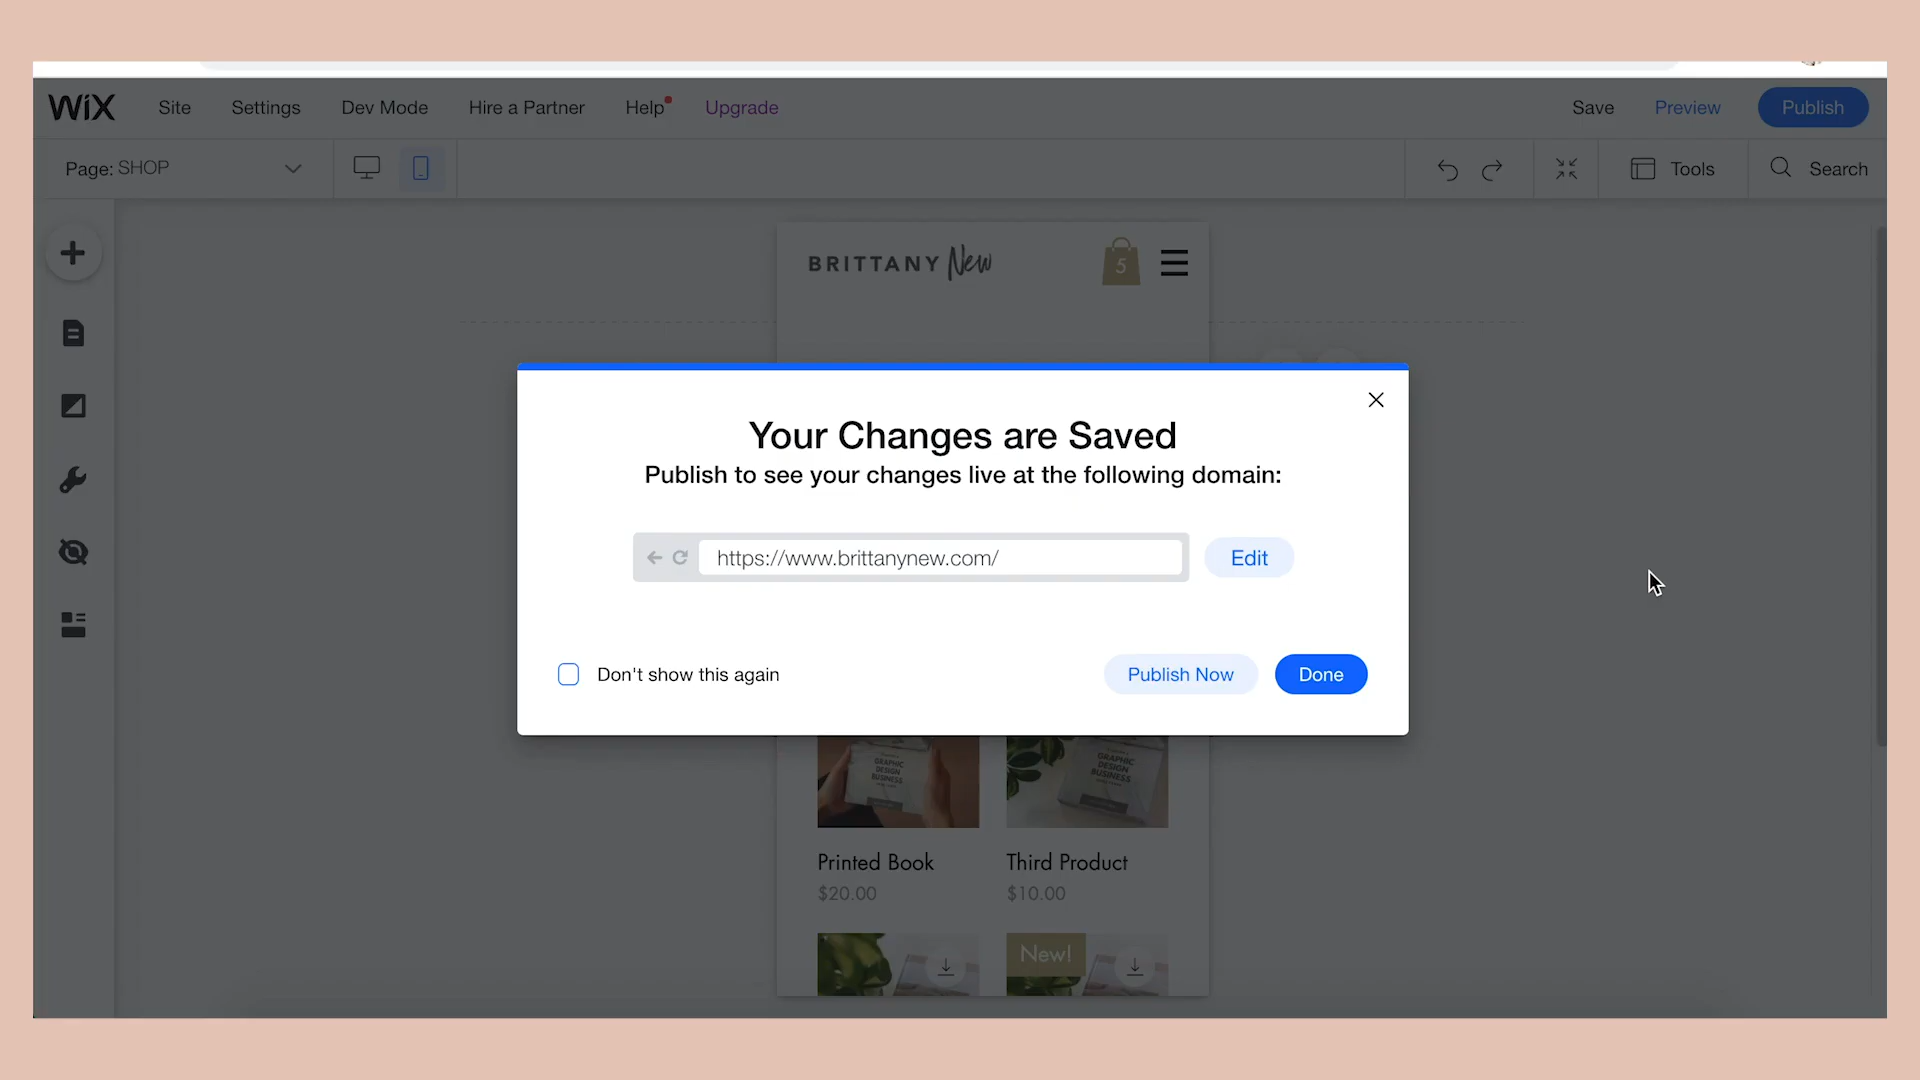 WiX Site Settings Dev Mode Hire a Partner Help Upgrade Save Preview Publish
Page: SHOP Tools Search
BRITTANY New 5
Your Changes are Saved
Publish to see your changes live at the following domain:
https://www.brittanynew.com/ Edit
Don't show this again Publish Now Done
GRAPHIC
DESIGN
BUSINESS
GRAPHIC
DESIGN
BUSINESS
Printed Book Third Product
$20.00 $10.00
New!